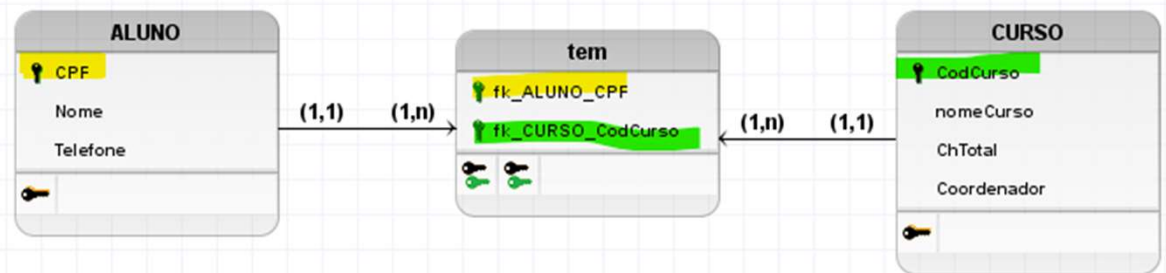 ALUNO
CPF
Nome
Telefone
(1,1)
(1,n)
tem
fk_ALUNO_CPF
fk_CURSO_CodCurso
(1,n)
(1,1)
CURSO
CodCurso
nomeCurso
ChTotal
Coordenador